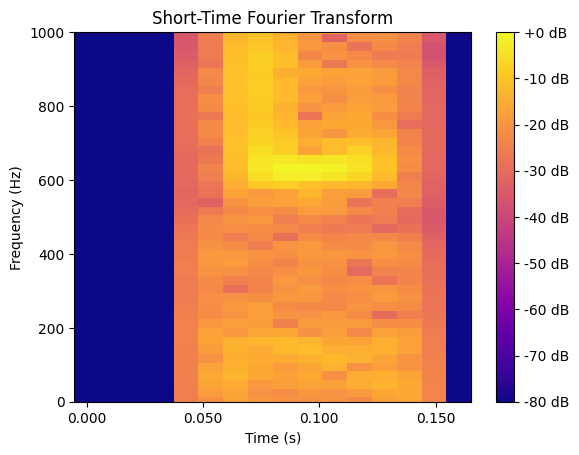 Short-Time Fourier Transform
1000
800
600
400
200
0
Frequency (Hz)
0.000
0.050
0.100
0.150
Time (s)
+0 dB
-10 dB
-20 dB
-30 dB
-40 dB
-50 dB
-60 dB
-70 dB
-80 dB